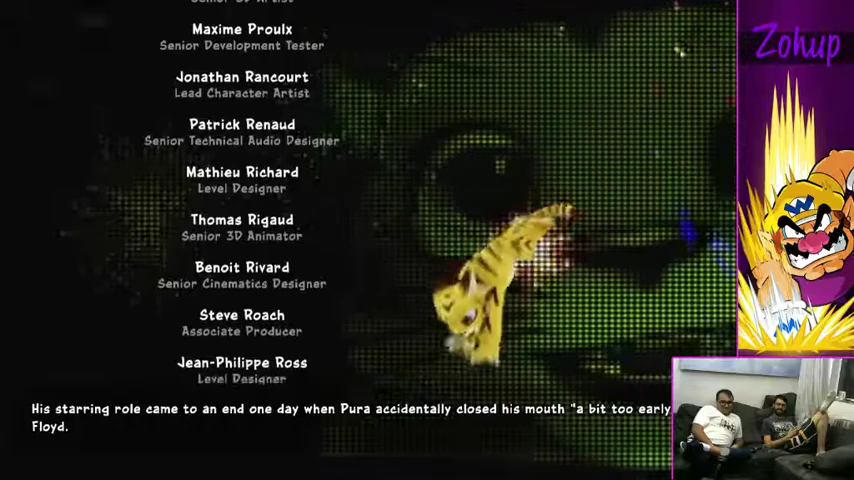 Senior 3D Artist
Maxime Proulx
Senior Development Tester
Jonathan Rancourt
Lead Character Artist
Patrick Renaud
Senior Technical Audio Designer
Mathieu Richard
Level Designer
Thomas Rigaud
Senior 3D Animator
Benoit Rivard
Senior Cinematics Designer
Steve Roach
Associate Producer
Jean-Philippe Ross
Level Designer
His starring role came to an end one day when Pura accidentally closed his mouth "a bit too early
Floyd.
Zohup
W